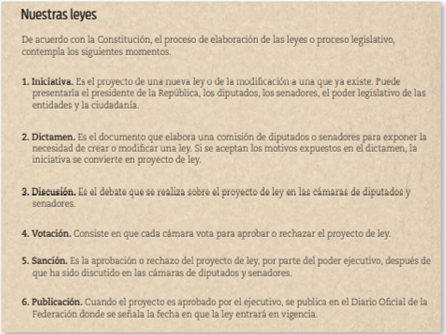 Nuestras leyes
De acuerdo con la Constitución, el proceso de elaboración de las leyes o proceso legislativo,
contempla los siguientes momentos.
1. Iniciativa. Es el proyecto de una nueva ley o de la modificación a una que ya existe. Puede
presentarla el presidente de la República, los diputados, los senadores, el poder legislativo de las
entidades y la ciudadanía.
2. Dictamen. Es el documento que elabora una comisión de diputados o senadores para exponer la
necesidad de crear o modificar una ley. Si se aceptan los motivos expuestos en el dictamen, la
iniciativa se convierte en proyecto de ley.
3. Discusión. Es el debate que se realiza sobre el proyecto de ley en las cámaras de diputados y
senadores.
4. Votación. Consiste en que cada cámara vota para aprobar o rechazar el proyecto de ley.
5. Sanción. Es la aprobación o rechazo del proyecto de ley, por parte del poder ejecutivo, después de
que ha sido discutido en las cámaras de diputados y senadores.
6. Publicación. Cuando el proyecto es aprobado por el ejecutivo, se publica en el Diario Oficial de la
Federación donde se señala la fecha en que la ley entrará en vigencia.